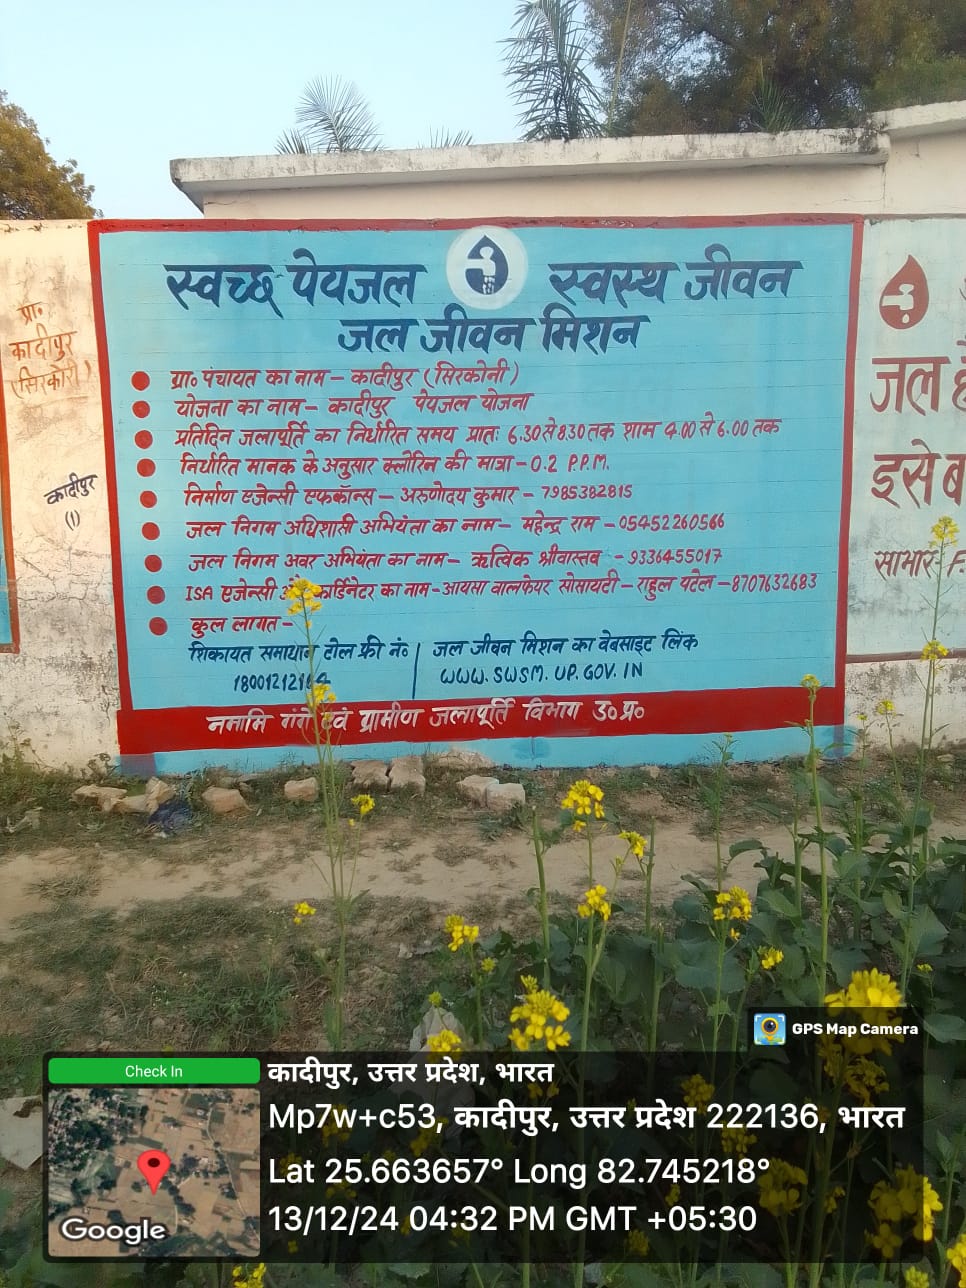 स्वच्छ पेयजल स्वस्थ जीवन
जल जीवन मिशन
ग्रा० पंचायत का नाम – कादीपुर (सिरकोनी)
योजना का नाम – कादीपुर पेयजल योजना
प्रतिदिन जलापूर्ति का निर्धारित समय प्रातः 6.30 से 8.30 तक शाम 4.00 से 6.00 तक
निर्धारित मानक के अनुसार क्लोरिन की मात्रा – 0.2 P.P.M.
निर्माण एजेन्सी एफकॉन्स – अरुणोदय कुमार – 7985382815
जल निगम अधिशासी अभियंता का नाम – महेन्द्र राम – 05452260566
जल निगम अवर अभियंता का नाम – ऋत्विक श्रीवास्तव - 9336455017
ISA एजेन्सी का नाम – आयसा वाल्फेयर सोसायटी – राहुल पटेल – 8707632683
कुल लागत –
शिकायत समाधान टोल फ्री नं०
जल जीवन मिशन का वेबसाइट लिंक
WWW. SWSM. UP. GOV. IN
नमामि गंगे एवं ग्रामीण जलापूर्ति विभाग उ० प्र०
प्रा०
कादीपुर
(सिरकोरी)
कादीपुर
(1)
जल
इसे
साभार- F.
GPS Map Camera
Check In
Google
कादीपुर, उत्तर प्रदेश, भारत
Mp7w+c53, कादीपुर, उत्तर प्रदेश 222136, भारत
Lat 25.663657° Long 82.745218°
13/12/24 04:32 PM GMT +05:30